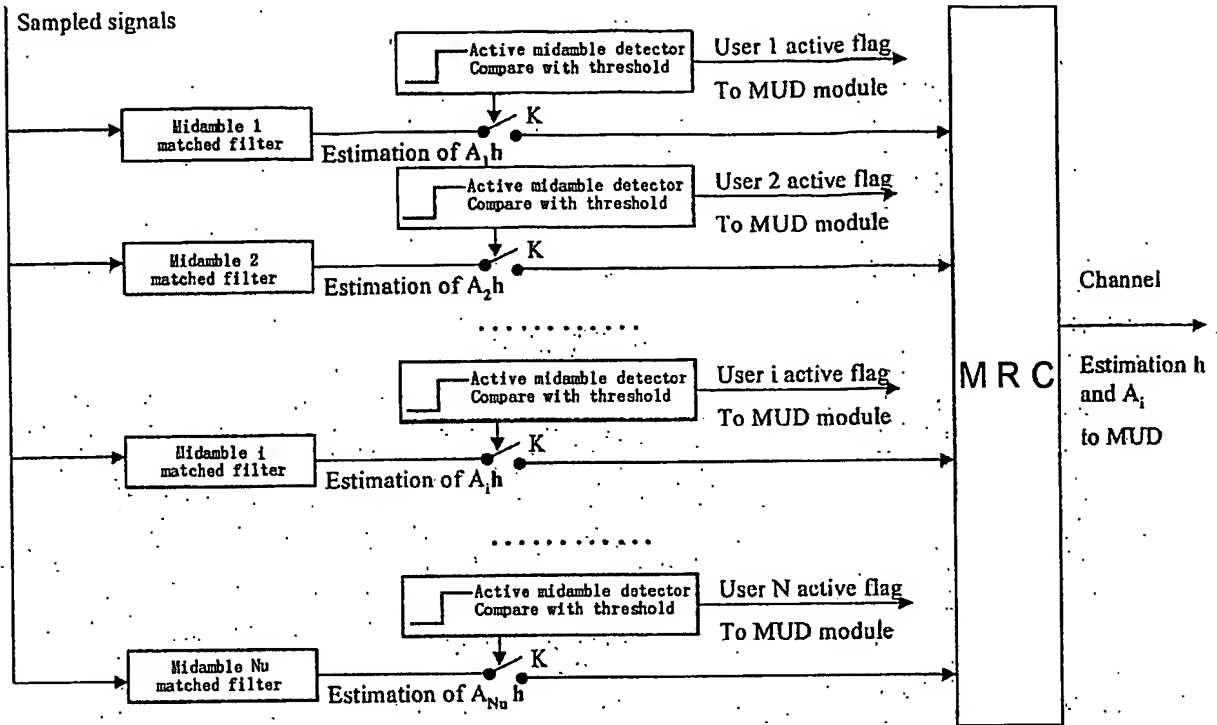 Sampled signals
Active midamble detector
Compare with threshold
User 1 active flag
To MUD module
K
Midamble 1
matched filter
Estimation of A₁h
Active midamble detector
Compare with threshold
User 2 active flag
To MUD module
K
Midamble 2
matched filter
Estimation of A₂h
............
Active midamble detector
Compare with threshold
User i active flag
To MUD module
K
Midamble i
matched filter
Estimation of Aᵢh
............
Active midamble detector
Compare with threshold
User N active flag
To MUD module
K
Midamble Nu
matched filter
Estimation of A_Nu h
MRC
Channel
Estimation h
and Aᵢ
to MUD